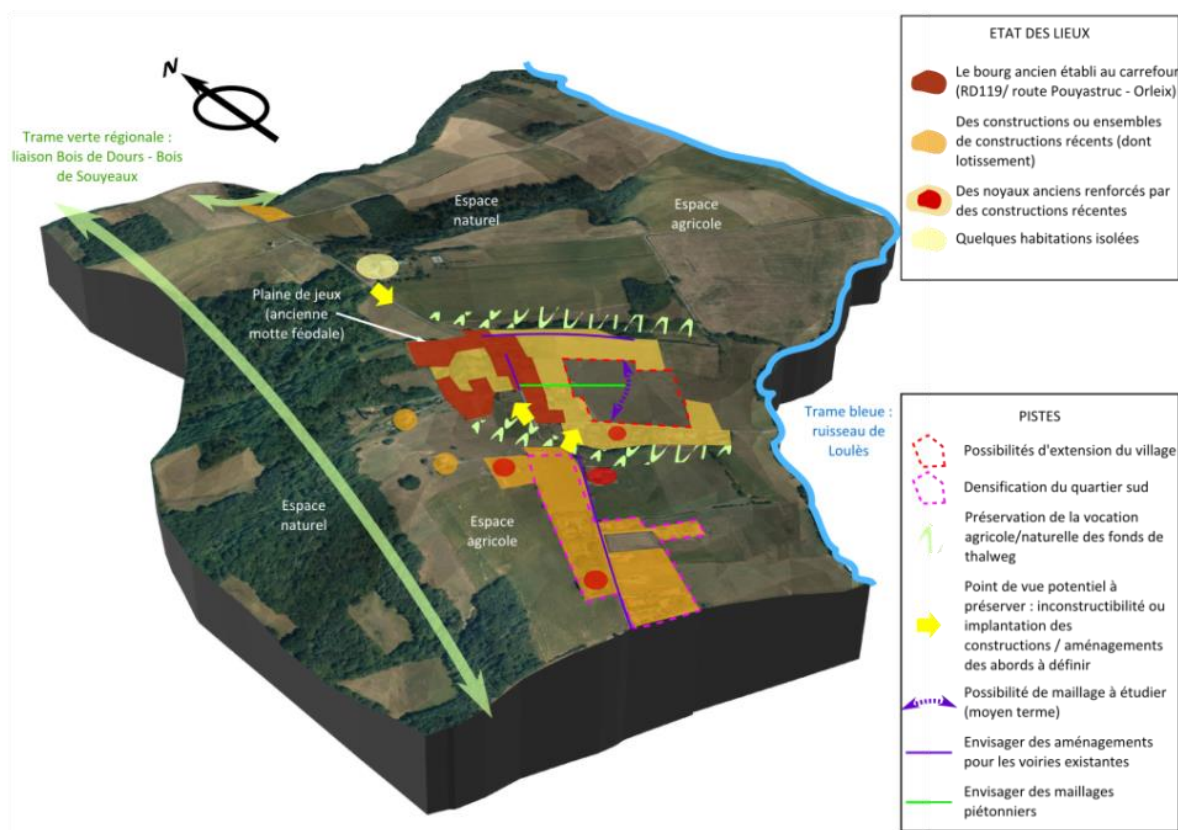 N
Trame verte régionale :
liaison Bois de Dours - Bois
de Souyeaux
Espace
naturel
Espace
agricole
Plaine de jeux
(ancienne
motte féodale)
Trame bleue :
ruisseau de
Loulès
Espace
naturel
Espace
agricole
ETAT DES LIEUX
Le bourg ancien établi au carrefour
(RD119/ route Pouyastruc - Orleix)
Des constructions ou ensembles
de constructions récents (dont
lotissement)
Des noyaux anciens renforcés par
des constructions récentes
Quelques habitations isolées
PISTES
Possibilités d'extension du village
Densification du quartier sud
Préservation de la vocation
agricole/naturelle des fonds de
thalweg
Point de vue potentiel à
préserver : inconstructibilité ou
implantation des
constructions / aménagements
des abords à définir
Possibilité de maillage à étudier
(moyen terme)
Envisager des aménagements
pour les voiries existantes
Envisager des maillages
piétonniers